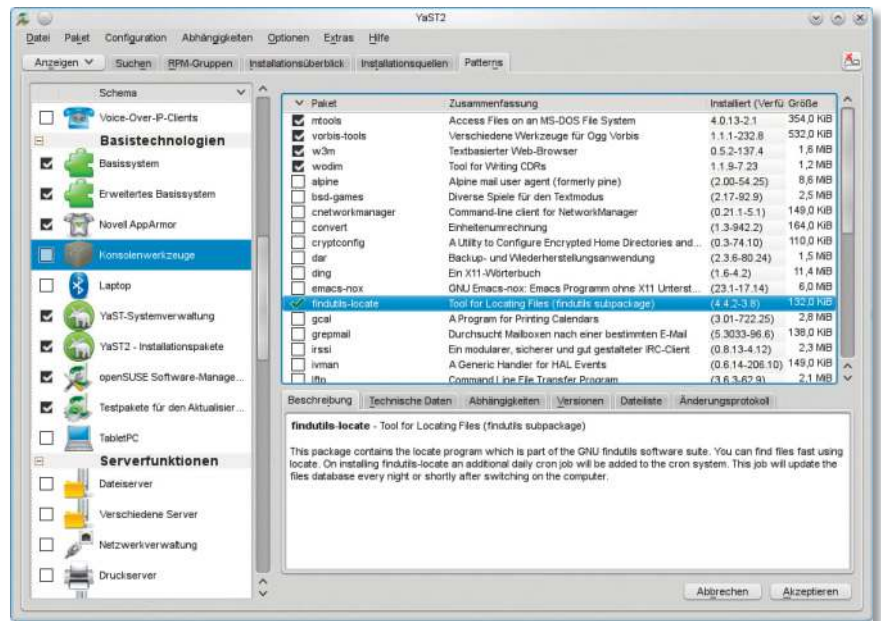 YaST2
Datei Paket Configuration Abhängigkeiten Optionen Extras Hilfe
Anzeigen Suchen RPM-Gruppen Installationsüberblick Installationsquellen Patterns
Schema
Voice-Over-IP-Clients
Basistechnologien
Basissystem
Erweitertes Basissystem
Novell AppArmor
Konsolenwerkzeuge
Laptop
YaST-Systemverwaltung
YaST2 - Installationspakete
openSUSE Software-Manage...
Testpakete für den Aktualisier...
TabletPC
Serverfunktionen
Dateiserver
Verschiedene Server
Netzwerkverwaltung
Druckserver
Paket Zusammenfassung Installiert (Verfü Größe
mtools Access Files on an MS-DOS File System 4.0.13-2.1 354,0 KiB
vorbis-tools Verschiedene Werkzeuge für Ogg Vorbis 1.1.1-232.8 532,0 KiB
w3m Textbasierter Web-Browser 0.5.2-137.4 1,6 MiB
wodim Tool for Writing CDRs 1.1.9-7.23 1,2 MiB
alpine Alpine mail user agent (formerly pine) (2.00-54.25) 8,6 MiB
bsd-games Diverse Spiele für den Textmodus (2.17-92.9) 2,5 MiB
cnetworkmanager Command-line client for NetworkManager (0.21.1-5.1) 149,0 KiB
convert Einheitenumrechnung (1.3-942.2) 164,0 KiB
cryptconfig A Utility to Configure Encrypted Home Directories and... (0.3-74.10) 110,0 KiB
dar Backup- und Wiederherstellungsanwendung (2.3.6-80.24) 1,5 MiB
ding Ein X11-Wörterbuch (1.6-4.2) 11,4 MiB
emacs-nox GNU Emacs-nox: Emacs Programm ohne X11 Unterst... (23.1-17.14) 6,0 MiB
findutils-locate Tool for Locating Files (findutils subpackage) (4.4.2-3.8) 132,0 KiB
gcal A Program for Printing Calendars (3.01-722.25) 2,8 MiB
grepmail Durchsucht Mailboxen nach einer bestimmten E-Mail (5.3033-96.6) 138,0 KiB
irssi Ein modularer, sicherer und gut gestalteter IRC-Client (0.8.13-4.12) 2,3 MiB
ivman A Generic Handler for HAL Events (0.6.14-206.10) 149,0 KiB
lftp Command Line File Transfer Program (3.6.3-62.9) 2,1 MiB
Beschreibung Technische Daten Abhängigkeiten Versionen Dateiliste Änderungsprotokoll
findutils-locate - Tool for Locating Files (findutils subpackage)
This package contains the locate program which is part of the GNU findutils software suite. You can find files fast using
locate. On installing findutils-locate an additional daily cron job will be added to the cron system. This job will update the
files database every night or shortly after switching on the computer.
Abbrechen Akzeptieren